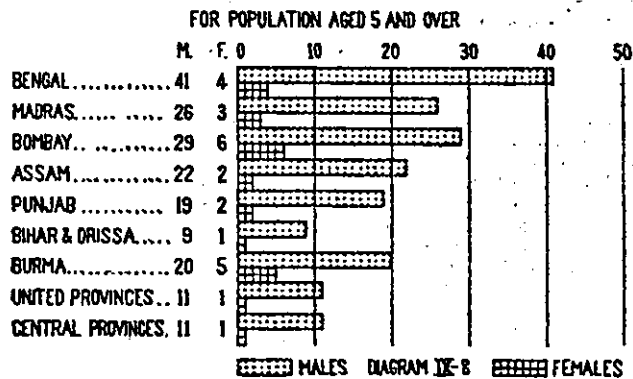 FOR POPULATION AGED 5 AND OVER
M. F. 0 10 20 30 40 50
BENGAL............. 41 4
MADRAS...... ...... 26 3
BOMBAY.. .......... 29 6
ASSAM .............. 22 2
PUNJAB ........... 19 2
BIHAR & ORISSA..... 9 1
BURMA............. 20 5
UNITED PROVINCES.. 11 1
CENTRAL PROVINCES. 11 1
MALES DIAGRAM IX-8 FEMALES